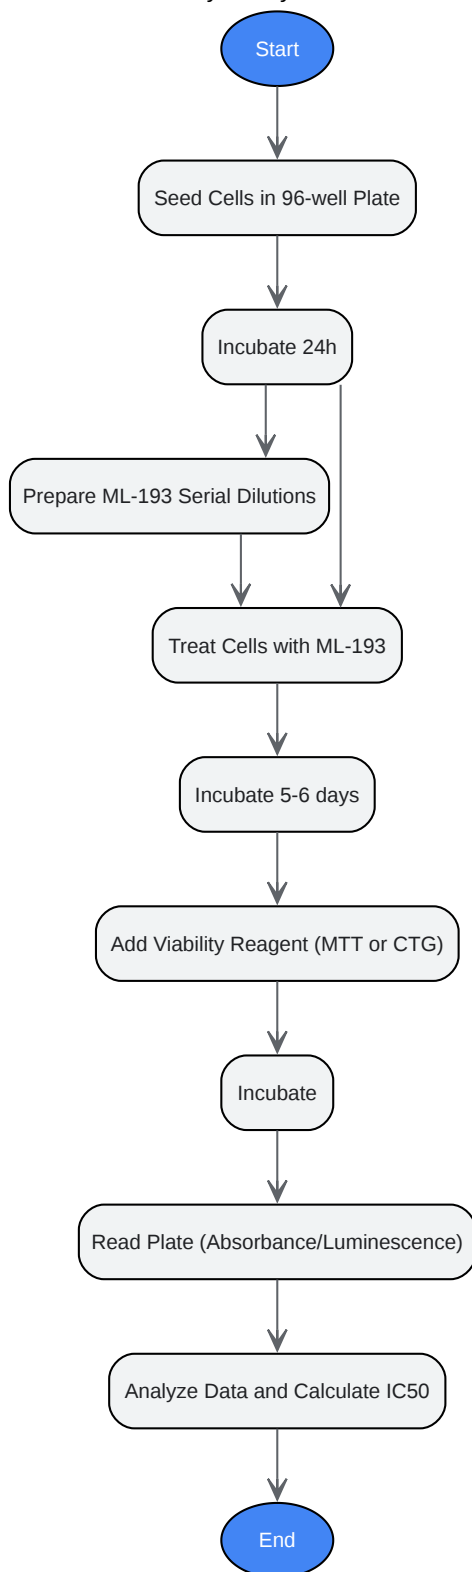 Start
Seed Cells in 96-well Plate
Incubate 24h
Prepare ML-193 Serial Dilutions
Treat Cells with ML-193
Incubate 5-6 days
Add Viability Reagent (MTT or CTG)
Incubate
Read Plate (Absorbance/Luminescence)
Analyze Data and Calculate IC50
End